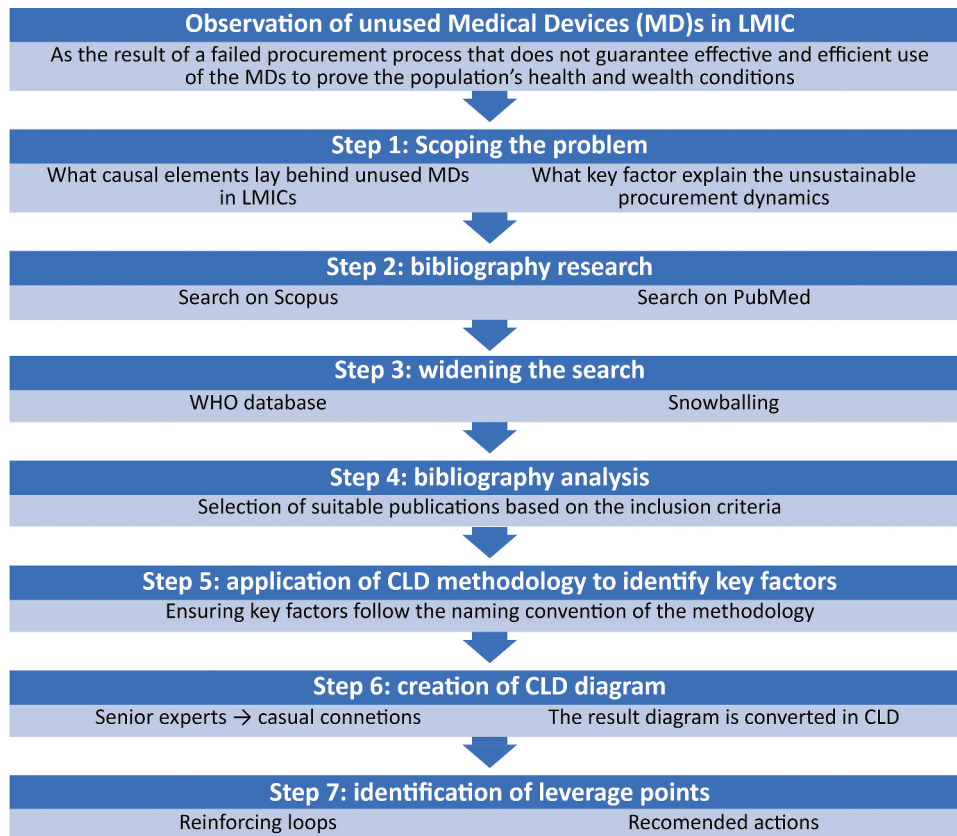 Observation of unused Medical Devices (MD)s in LMIC
As the result of a failed procurement process that does not guarantee effective and efficient use
of the MDs to prove the population’s health and wealth conditions
Step 1: Scoping the problem
What causal elements lay behind unused MDs
in LMICs
What key factor explain the unsustainable
procurement dynamics
Step 2: bibliography research
Search on Scopus
Search on PubMed
Step 3: widening the search
WHO database
Snowballing
Step 4: bibliography analysis
Selection of suitable publications based on the inclusion criteria
Step 5: application of CLD methodology to identify key factors
Ensuring key factors follow the naming convention of the methodology
Step 6: creation of CLD diagram
Senior experts → casual connetions
The result diagram is converted in CLD
Step 7: identification of leverage points
Reinforcing loops
Recomended actions